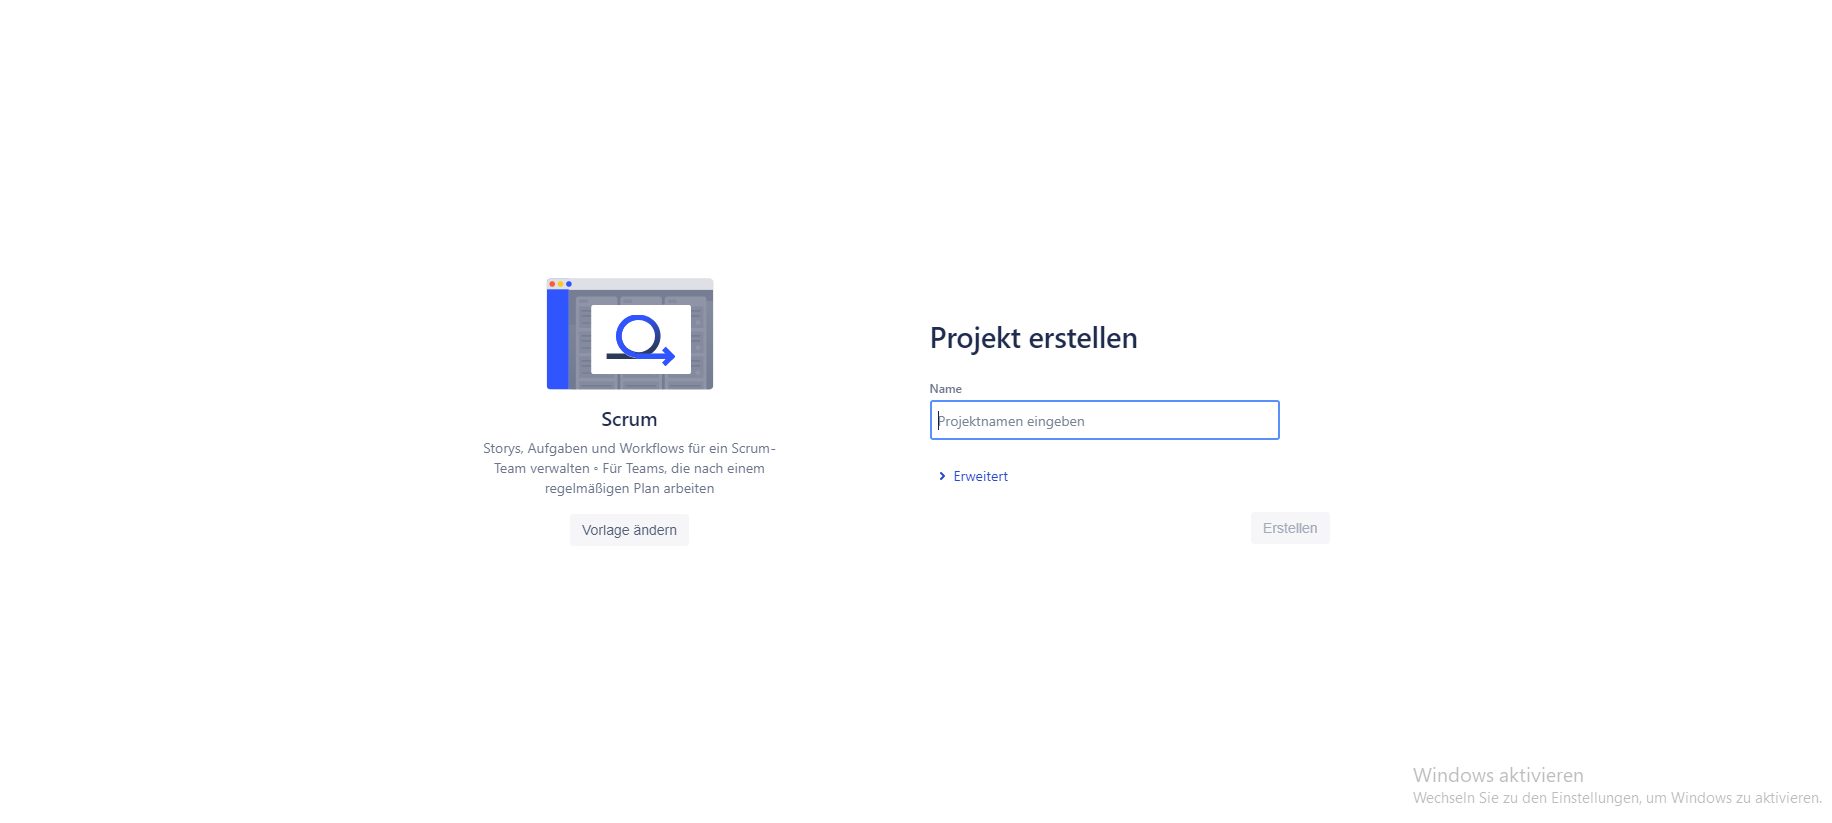 Scrum
Storys, Aufgaben und Workflows für ein Scrum-
Team verwalten • Für Teams, die nach einem
regelmäßigen Plan arbeiten
Vorlage ändern
Projekt erstellen
Name
Projektnamen eingeben
Erweitert
Erstellen
Windows aktivieren
Wechseln Sie zu den Einstellungen, um Windows zu aktivieren.